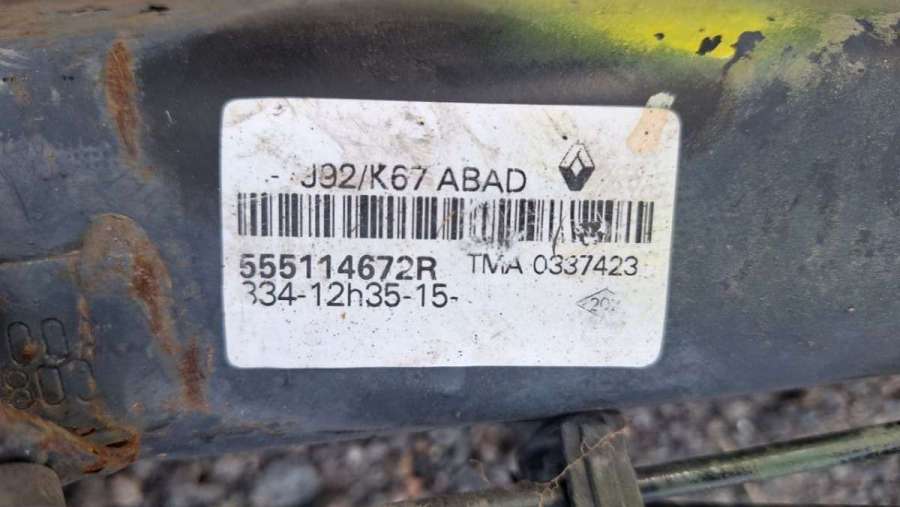 - J92/K67 ABAD
555114672R TMA 0337423
334-12h35-15-